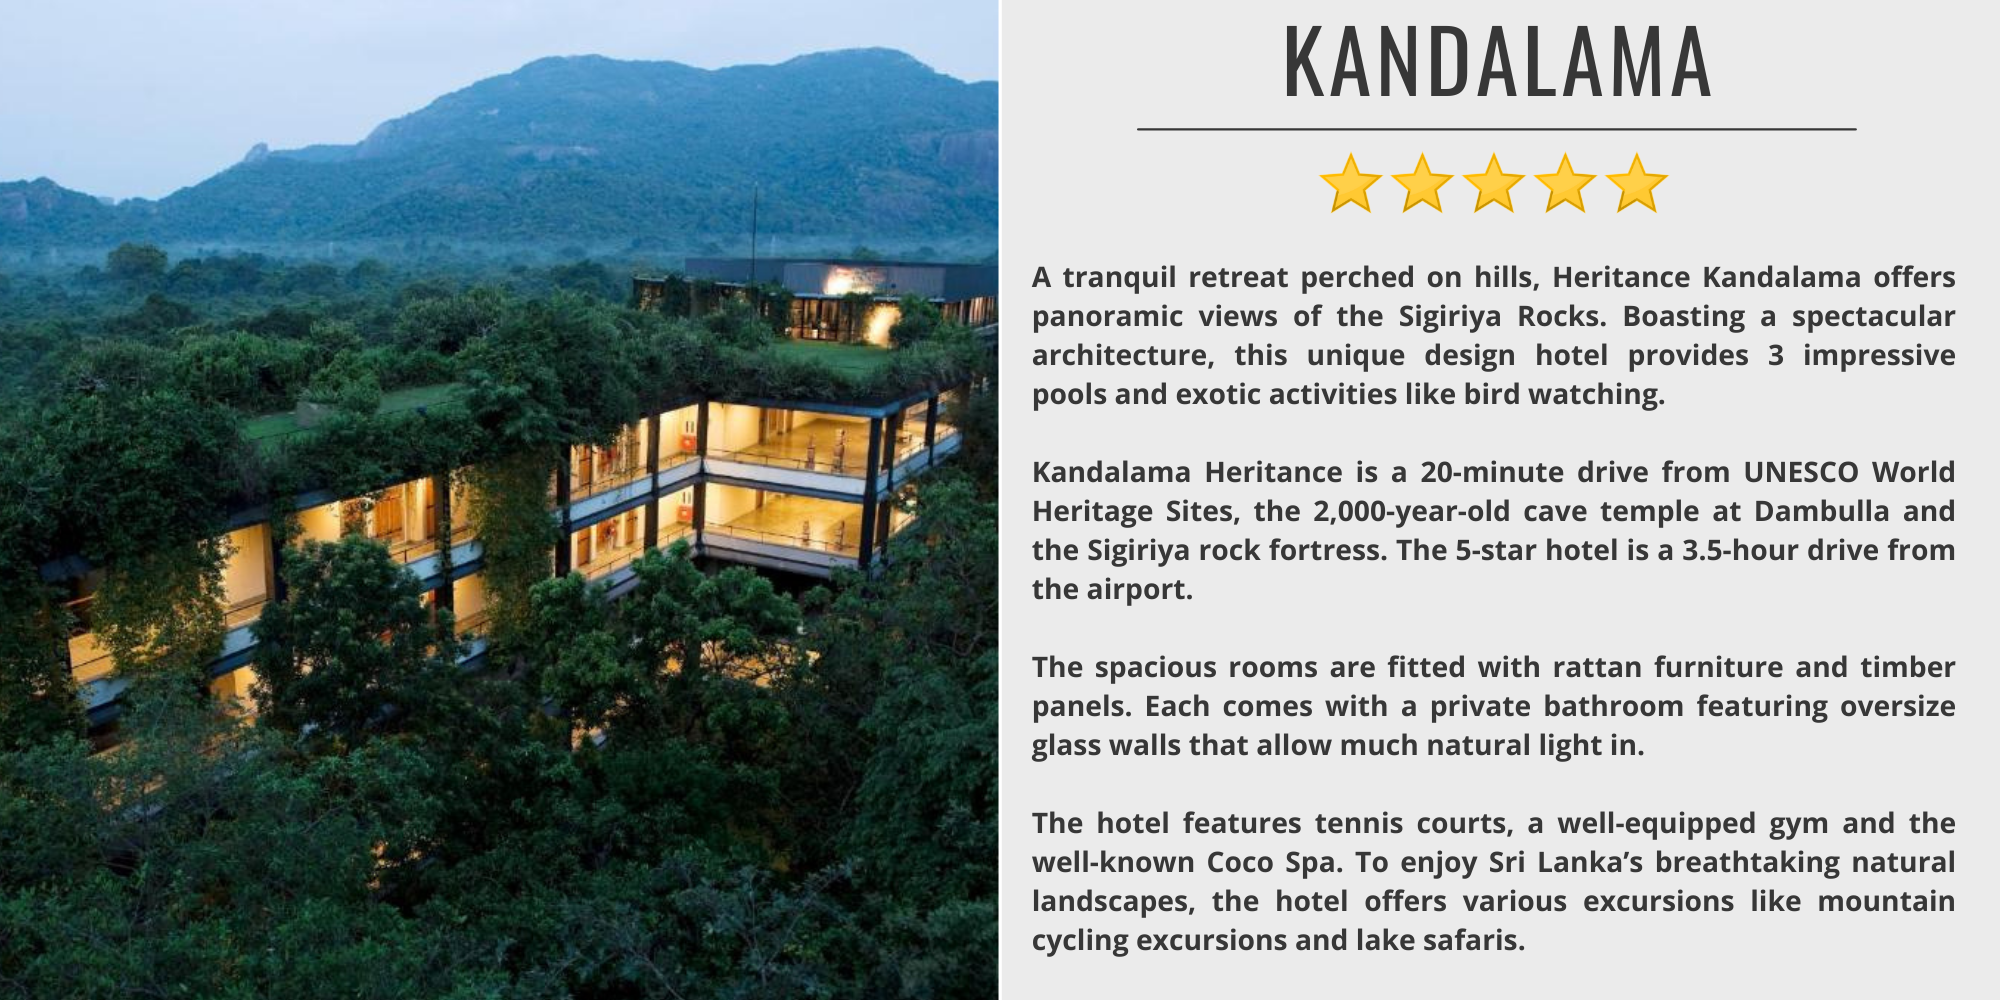 KANDALAMA
A tranquil retreat perched on hills, Heritance Kandalama offers
panoramic views of the Sigiriya Rocks. Boasting a spectacular
architecture, this unique design hotel provides 3 impressive
pools and exotic activities like bird watching.
Kandalama Heritance is a 20-minute drive from UNESCO World
Heritage Sites, the 2,000-year-old cave temple at Dambulla and
the Sigiriya rock fortress. The 5-star hotel is a 3.5-hour drive from
the airport.
The spacious rooms are fitted with rattan furniture and timber
panels. Each comes with a private bathroom featuring oversize
glass walls that allow much natural light in.
The hotel features tennis courts, a well-equipped gym and the
well-known Coco Spa. To enjoy Sri Lanka’s breathtaking natural
landscapes, the hotel offers various excursions like mountain
cycling excursions and lake safaris.